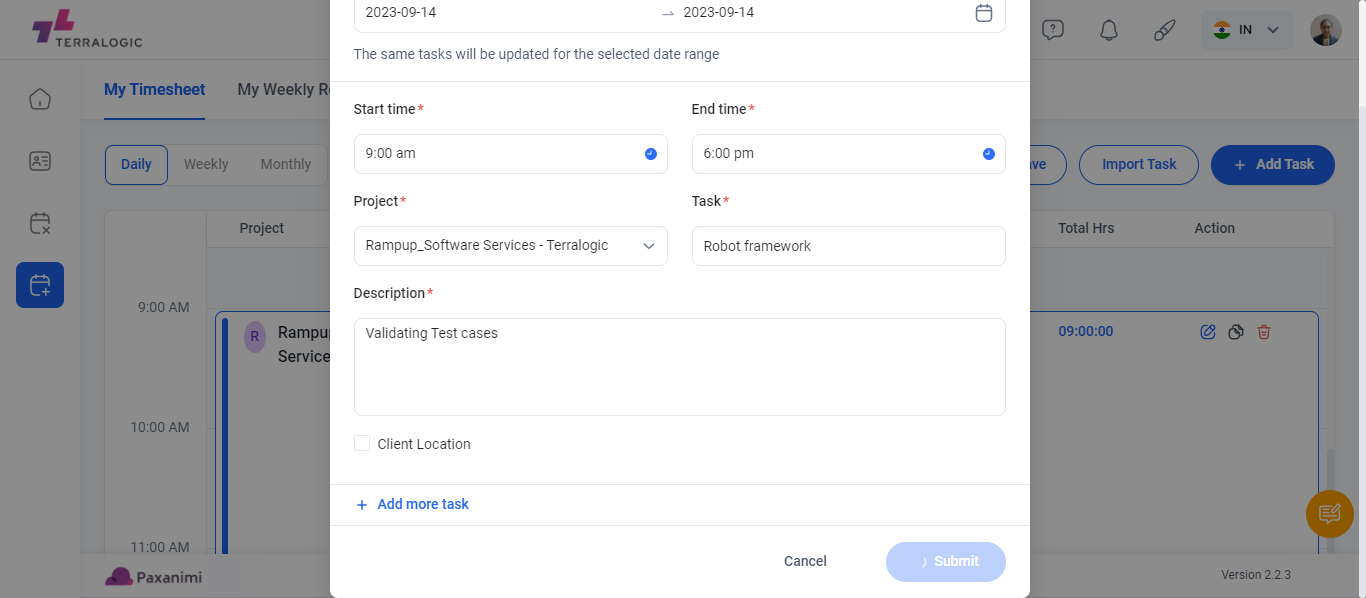 2023-09-14 → 2023-09-14
TERRALOGIC
IN
The same tasks will be updated for the selected date range
My Timesheet My Weekly R
Start time* End time*
9:00 am 6:00 pm
Daily Weekly Monthly
ve Import Task + Add Task
Project* Task*
Rampup_Software Services - Terralogic Robot framework
Project Total Hrs Action
Description*
Validating Test cases
9:00 AM
R Rampu 09:00:00
Service
10:00 AM
Client Location
+ Add more task
11:00 AM
Cancel Submit
Paxanimi Version 2.2.3